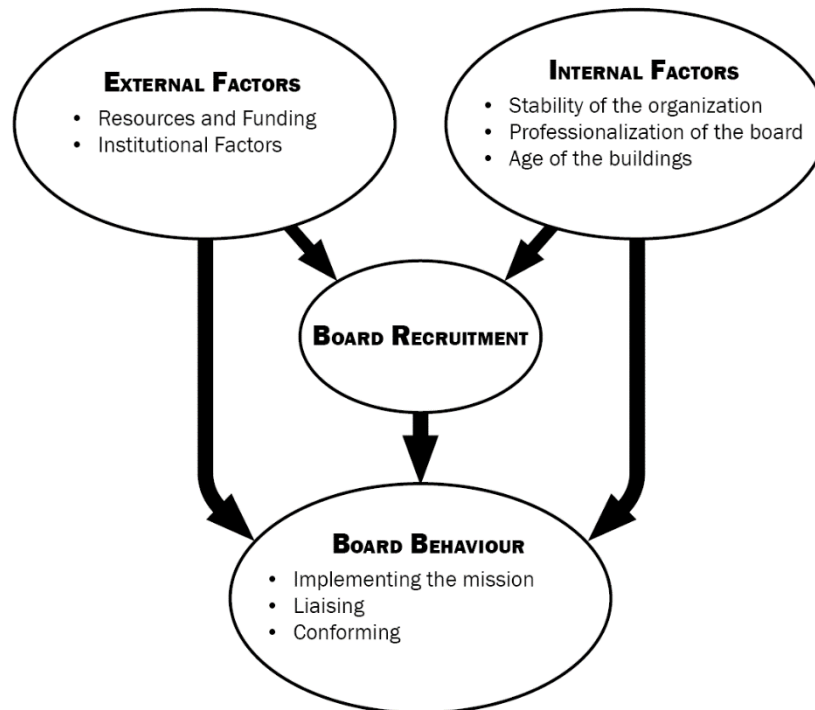 EXTERNAL FACTORS
• Resources and Funding
• Institutional Factors
INTERNAL FACTORS
• Stability of the organization
• Professionalization of the board
• Age of the buildings
BOARD RECRUITMENT
BOARD BEHAVIOUR
• Implementing the mission
• Liaising
• Conforming